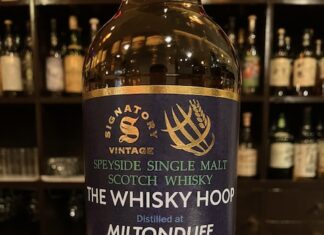 SIGNATORY
S
VINTAGE
SPEYSIDE SINGLE MALT
SCOTCH WHISKY
THE WHISKY HOOP
Distilled at
MILTONDUFF